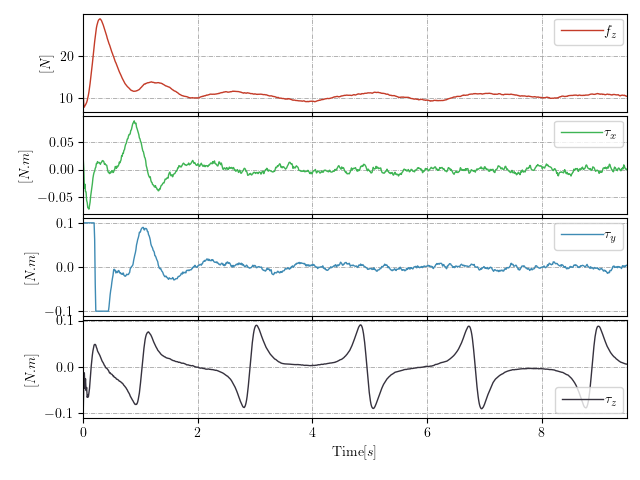 f_z
20
10
[N]
τ_x
0.05
0.00
−0.05
[N.m]
τ_y
0.1
0.0
−0.1
[N.m]
0.1
0.0
−0.1
[N.m]
τ_z
0 2 4 6 8
Time[s]